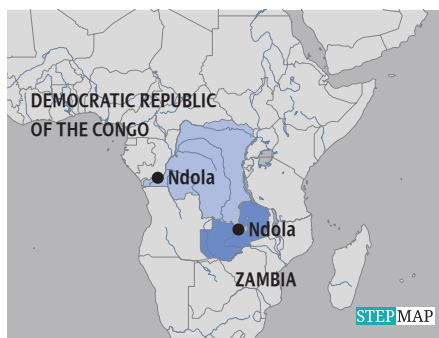 DEMOCRATIC REPUBLIC
OF THE CONGO
Ndola
Ndola
ZAMBIA
STEPMAP